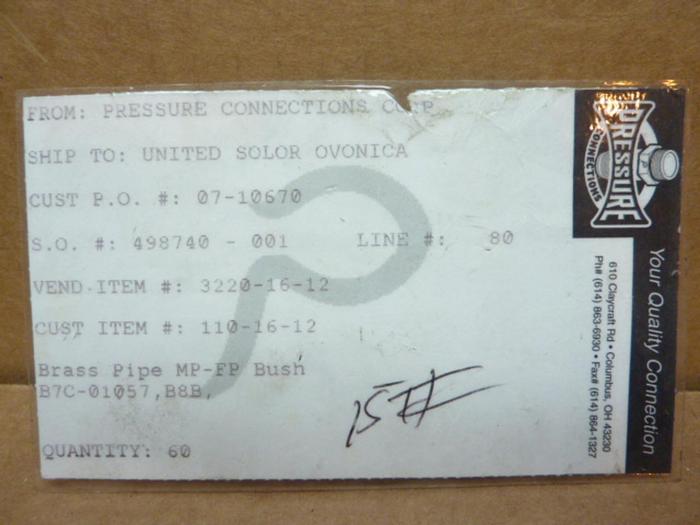 FROM: PRESSURE CONNECTIONS CORP
SHIP TO: UNITED SOLOR OVONICA
CUST P.O. #: 07-10670
S.O. #: 498740 - 001 LINE #: 80
VEND ITEM #: 3220-16-12
CUST ITEM #: 110-16-12
Brass Pipe MP-FP Bush
B7C-01057,B8B,
QUANTITY: 60
15#
PRESSURE
CONNECTIONS
Your Quality Connection
610 Claycraft Rd • Columbus, OH 43230
Ph# (614) 863-6930 • Fax# (614) 864-1327